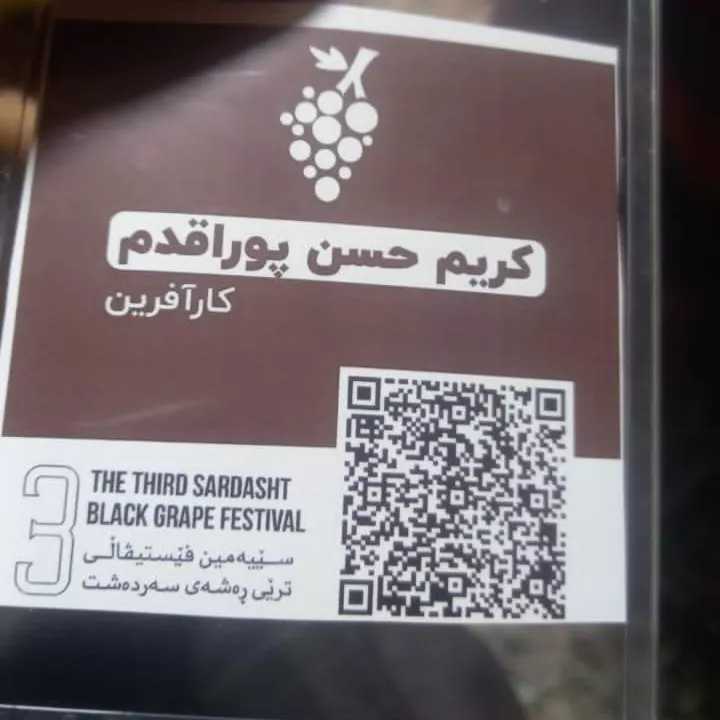 کریم حسن پوراقدم
کارآفرین
3
THE THIRD SARDASHT
BLACK GRAPE FESTIVAL
سێیەمین فێستیڤاڵی
ترێی ڕەشەی سەردەشت